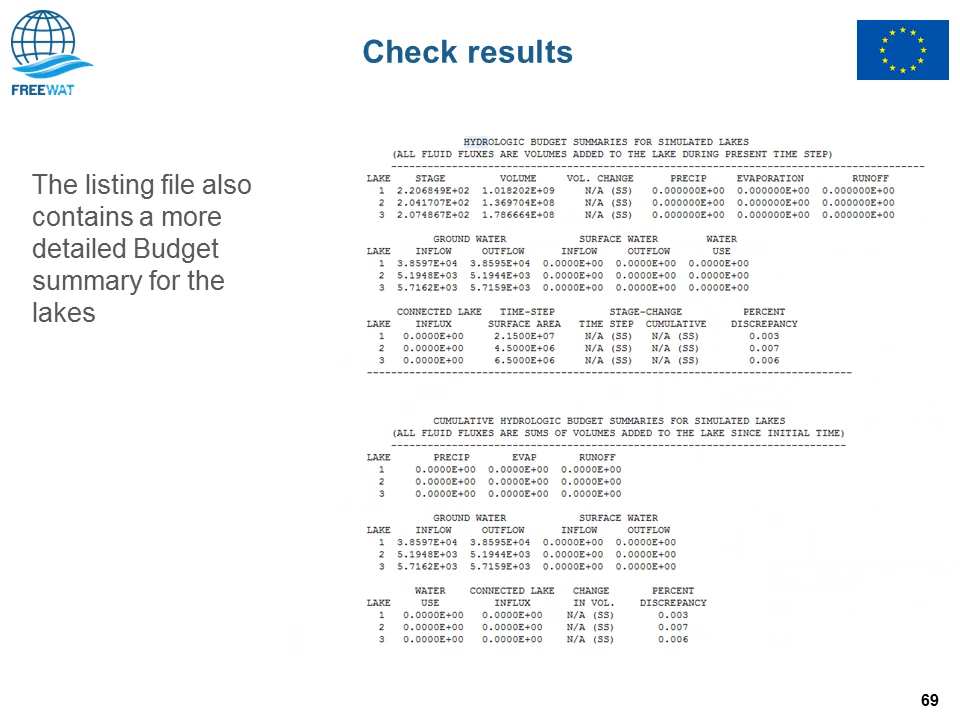 FREEWAT
Check results
The listing file also
contains a more
detailed Budget
summary for the
lakes
HYDROLOGIC BUDGET SUMMARIES FOR SIMULATED LAKES
(ALL FLUID FLUXES ARE VOLUMES ADDED TO THE LAKE DURING PRESENT TIME STEP)
LAKE STAGE VOLUME VOL. CHANGE PRECIP EVAPORATION RUNOFF
1 2.206849E+02 1.018202E+09 N/A (SS) 0.000000E+00 0.000000E+00 0.000000E+00
2 2.041707E+02 1.369704E+08 N/A (SS) 0.000000E+00 0.000000E+00 0.000000E+00
3 2.074867E+02 1.786664E+08 N/A (SS) 0.000000E+00 0.000000E+00 0.000000E+00
GROUND WATER SURFACE WATER WATER
LAKE INFLOW OUTFLOW INFLOW OUTFLOW USE
1 3.8597E+04 3.8595E+04 0.0000E+00 0.0000E+00 0.0000E+00
2 5.1948E+03 5.1944E+03 0.0000E+00 0.0000E+00 0.0000E+00
3 5.7162E+03 5.7159E+03 0.0000E+00 0.0000E+00 0.0000E+00
CONNECTED LAKE TIME-STEP STAGE-CHANGE PERCENT
LAKE INFLUX SURFACE AREA TIME STEP CUMULATIVE DISCREPANCY
1 0.0000E+00 2.1500E+07 N/A (SS) N/A (SS) 0.003
2 0.0000E+00 4.5000E+06 N/A (SS) N/A (SS) 0.007
3 0.0000E+00 6.5000E+06 N/A (SS) N/A (SS) 0.006
CUMULATIVE HYDROLOGIC BUDGET SUMMARIES FOR SIMULATED LAKES
(ALL FLUID FLUXES ARE SUMS OF VOLUMES ADDED TO THE LAKE SINCE INITIAL TIME)
LAKE PRECIP EVAP RUNOFF
1 0.0000E+00 0.0000E+00 0.0000E+00
2 0.0000E+00 0.0000E+00 0.0000E+00
3 0.0000E+00 0.0000E+00 0.0000E+00
GROUND WATER SURFACE WATER
LAKE INFLOW OUTFLOW INFLOW OUTFLOW
1 3.8597E+04 3.8595E+04 0.0000E+00 0.0000E+00
2 5.1948E+03 5.1944E+03 0.0000E+00 0.0000E+00
3 5.7162E+03 5.7159E+03 0.0000E+00 0.0000E+00
WATER CONNECTED LAKE CHANGE PERCENT
LAKE USE INFLUX IN VOL. DISCREPANCY
1 0.0000E+00 0.0000E+00 N/A (SS) 0.003
2 0.0000E+00 0.0000E+00 N/A (SS) 0.007
3 0.0000E+00 0.0000E+00 N/A (SS) 0.006
69